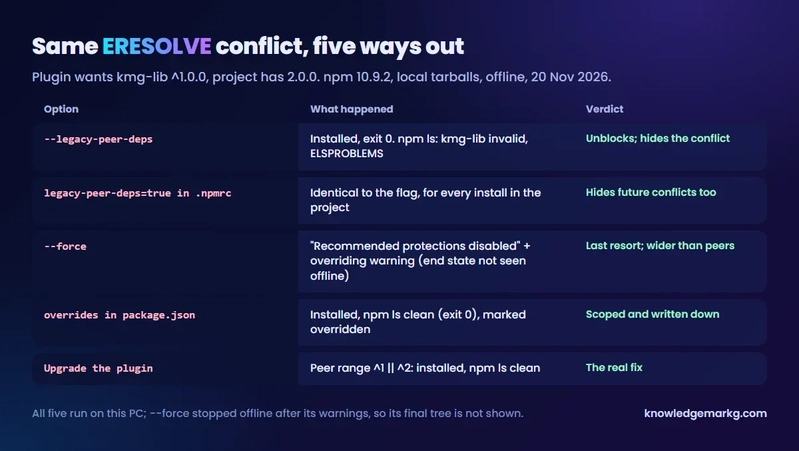 Same ERESOLVE conflict, five ways out
Plugin wants kmg-lib ^1.0.0, project has 2.0.0. npm 10.9.2, local tarballs, offline, 20 Nov 2026.
Option What happened Verdict
--legacy-peer-deps
Installed, exit 0. npm ls: kmg-lib invalid,
ELSPROBLEMS
Unblocks; hides the conflict
legacy-peer-deps=true in .npmrc
Identical to the flag, for every install in the
project
Hides future conflicts too
--force
"Recommended protections disabled" +
overriding warning (end state not seen
offline)
Last resort; wider than peers
overrides in package.json
Installed, npm ls clean (exit 0), marked
overridden
Scoped and written down
Upgrade the plugin
Peer range ^1 || ^2: installed, npm ls clean
The real fix
All five run on this PC; --force stopped offline after its warnings, so its final tree is not shown.
knowledgemarkg.com